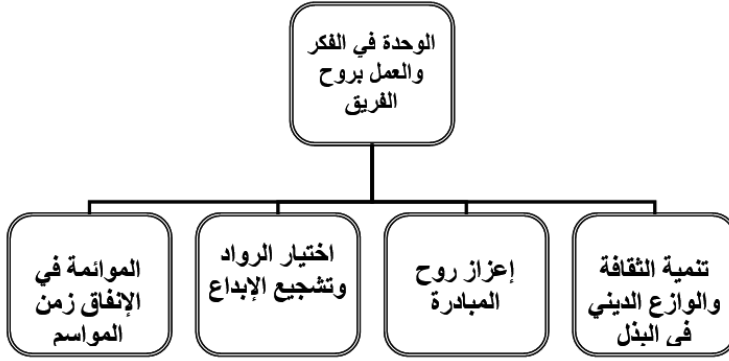 الوحدة في الفكر
والعمل بروح
الفريق
تنمية الثقافة
والوازع الديني
في البذل
إعزاز روح
المبادرة
اختيار الرواد
وتشجيع الإبداع
الموائمة في
الإنفاق زمن
المواسم